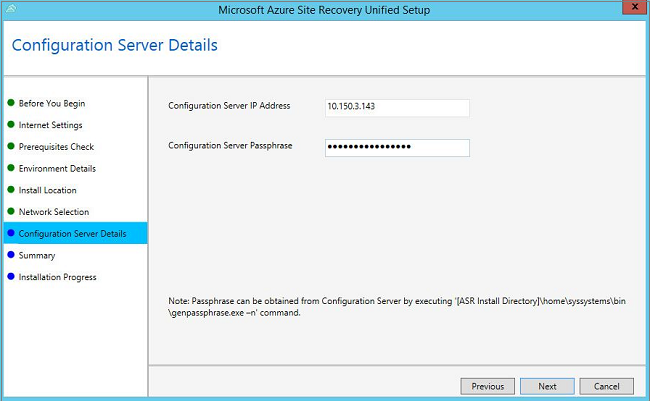 Microsoft Azure Site Recovery Unified Setup
x
Configuration Server Details
Before You Begin
Internet Settings
Prerequisites Check
Environment Details
Install Location
Network Selection
Configuration Server Details
Summary
Installation Progress
Configuration Server IP Address
10.150.3.143
Configuration Server Passphrase
••••••••••••••••
Note: Passphrase can be obtained from Configuration Server by executing '[ASR Install Directory]\home\syssystems\bin
\genpassphrase.exe –n' command.
Previous
Next
Cancel